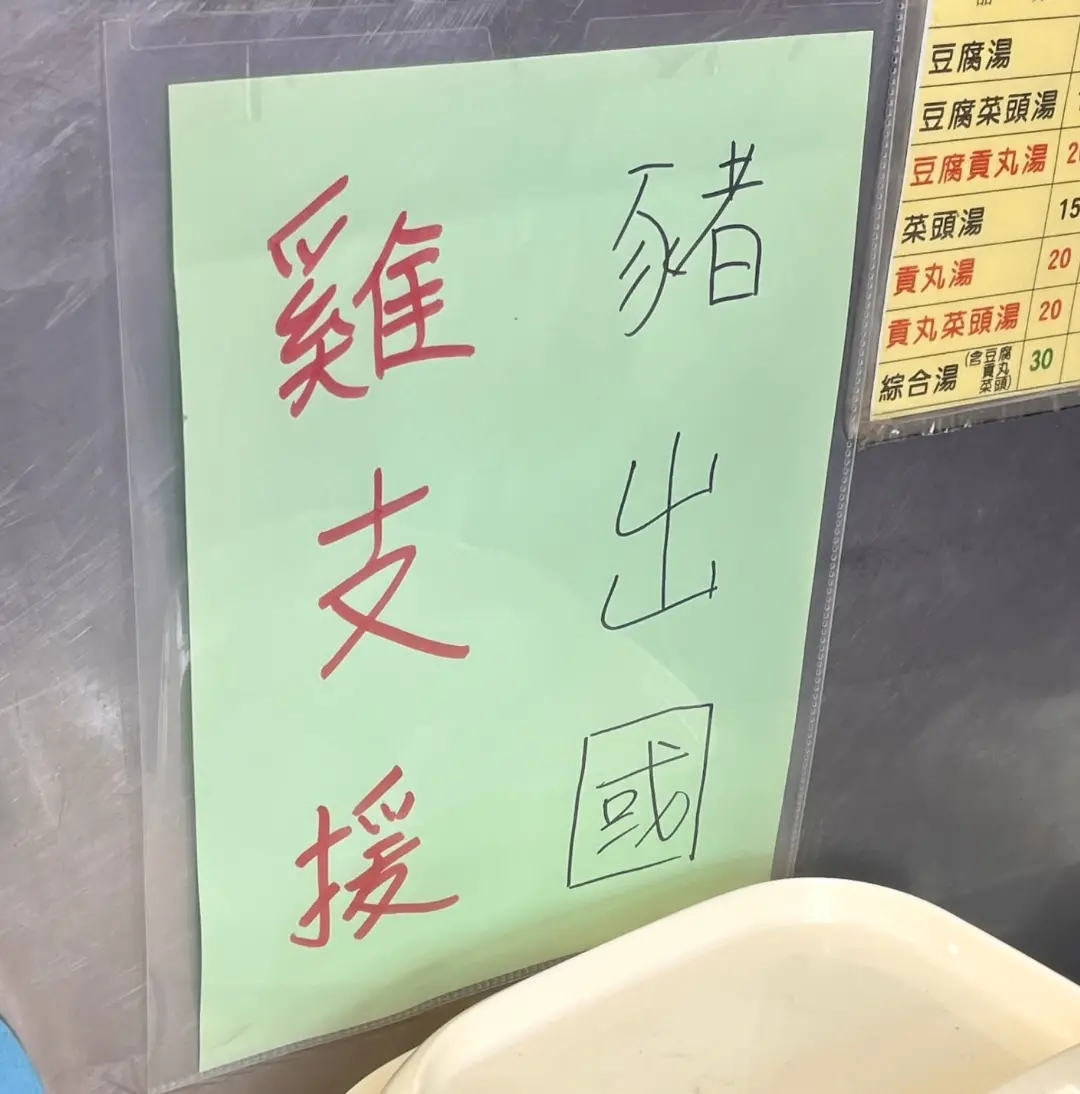 豬出國
雞支援
豆腐湯
豆腐菜頭湯
豆腐貢丸湯
菜頭湯 15
貢丸湯 20
貢丸菜頭湯 20
綜合湯 (含豆腐貢丸菜頭) 30